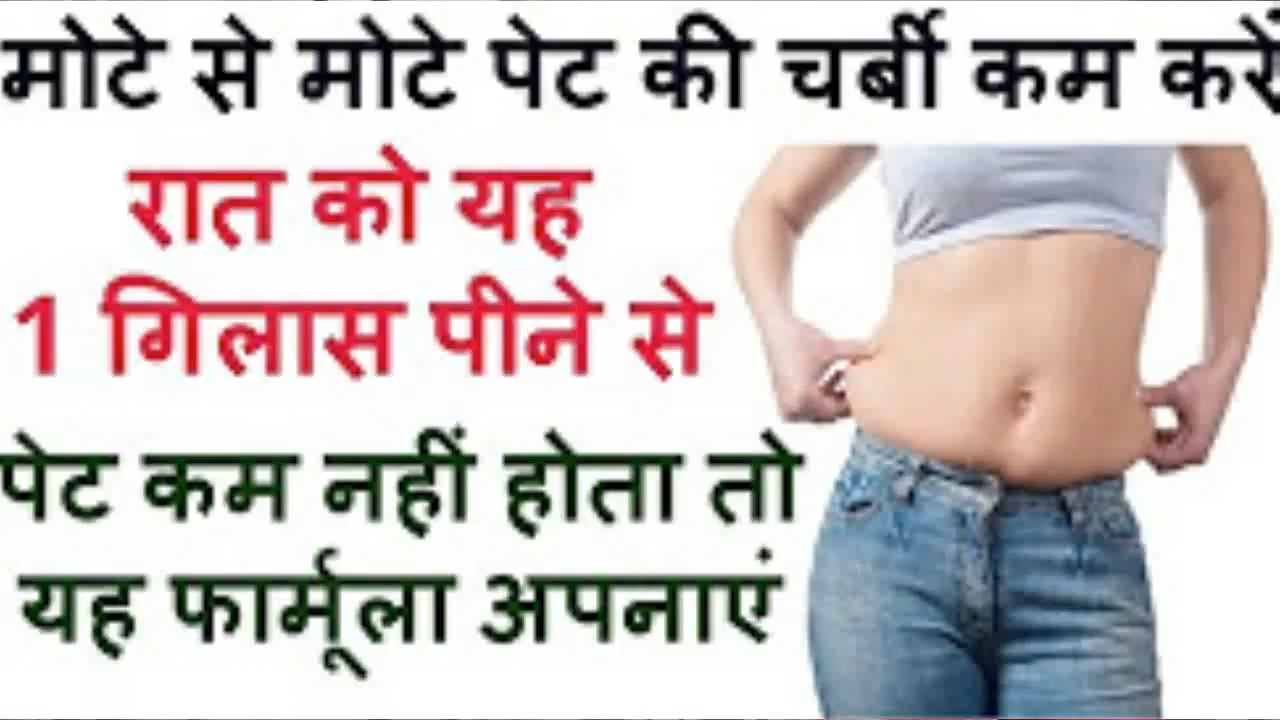 मोटे से मोटे पेट की चर्बी कम करें
रात को यह
1 गिलास पीने से
पेट कम नहीं होता तो
यह फार्मूला अपनाएं